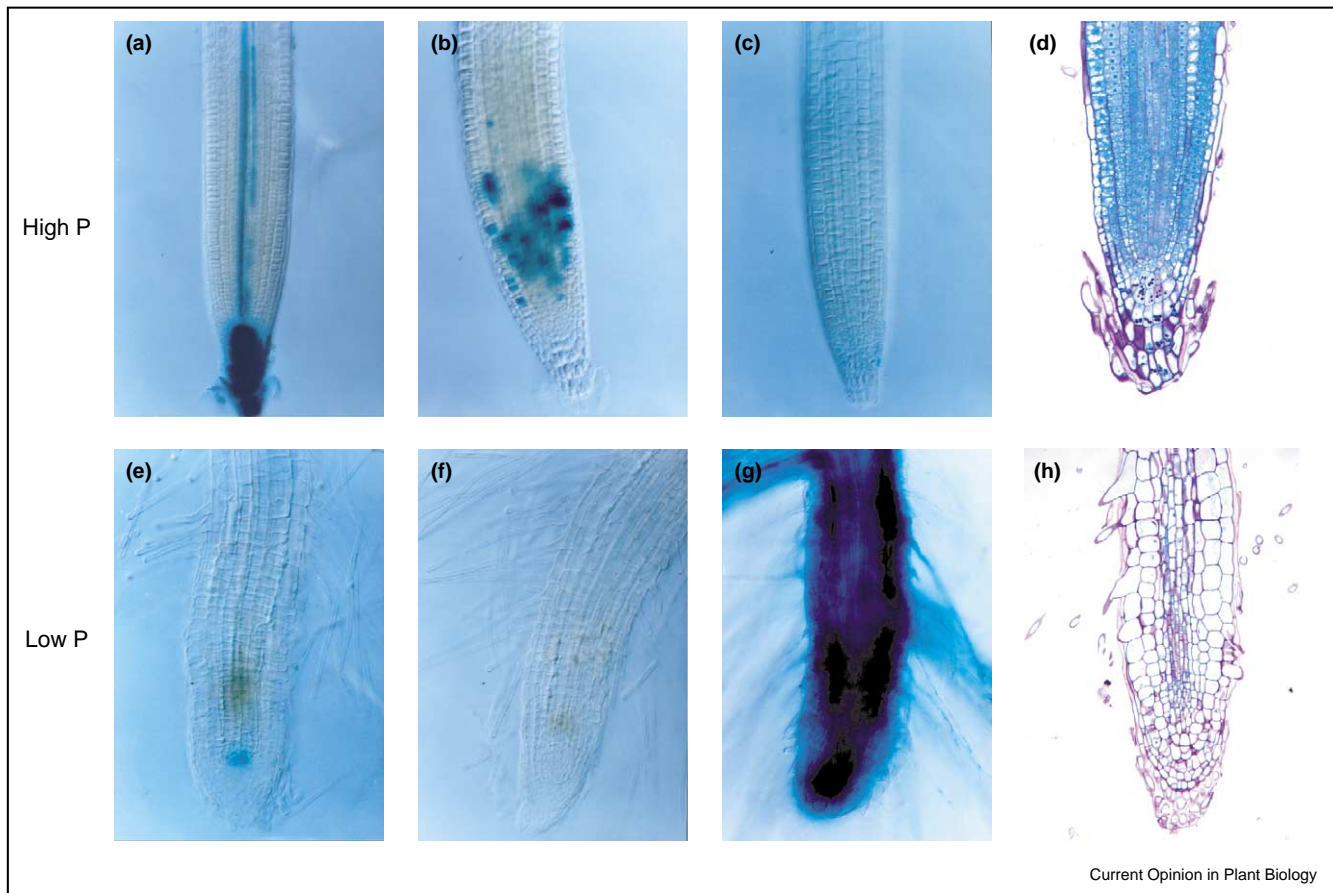 (a)
(b)
(c)
(d)
High P
(e)
(f)
(g)
(h)
Low P
Current Opinion in Plant Biology